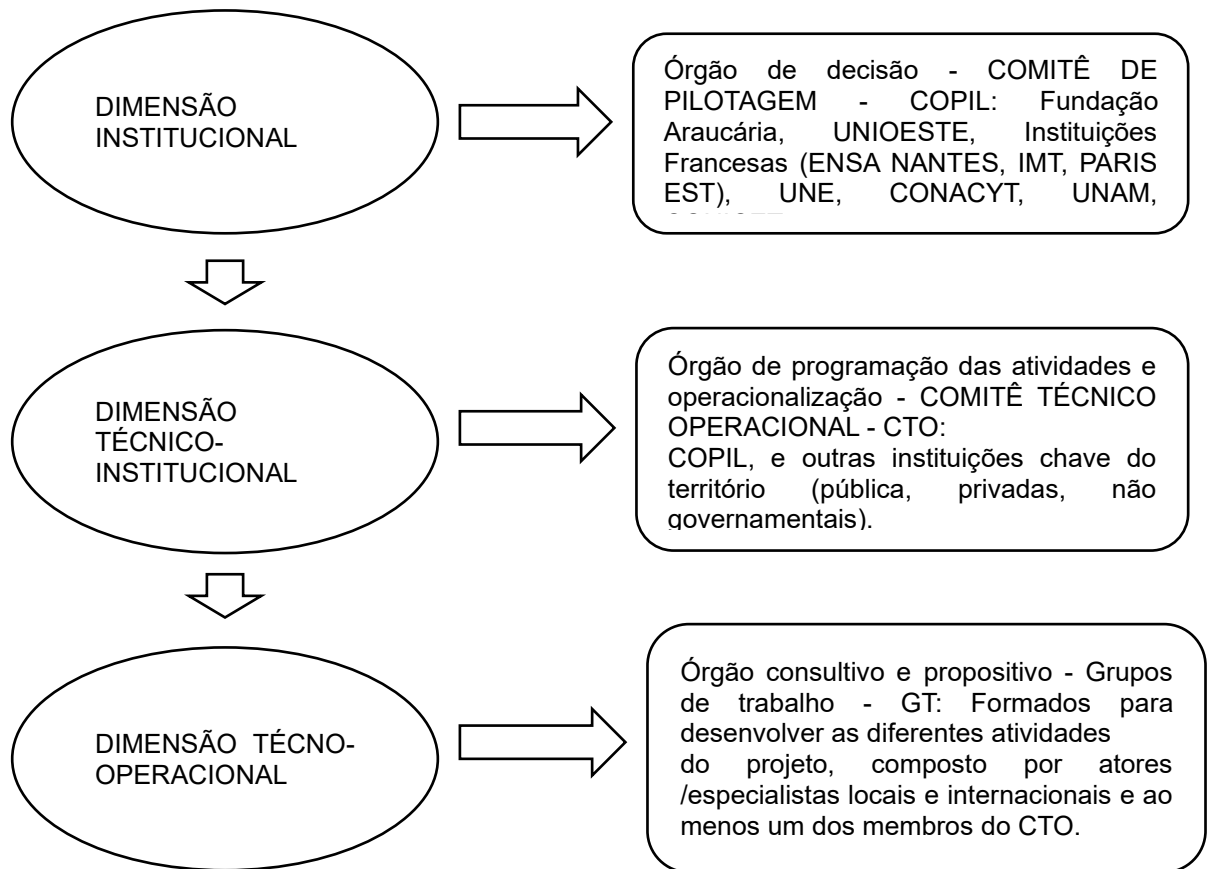 DIMENSÃO
INSTITUCIONAL
Órgão de decisão - COMITÊ DE
PILOTAGEM - COPIL: Fundação
Araucária, UNIOESTE, Instituições
Francesas (ENSA NANTES, IMT, PARIS
EST), UNE, CONACYT, UNAM,
DIMENSÃO
TÉCNICO-
INSTITUCIONAL
Órgão de programação das atividades e
operacionalização - COMITÊ TÉCNICO
OPERACIONAL - CTO:
COPIL, e outras instituições chave do
território (pública, privadas, não
governamentais).
DIMENSÃO TÉCNO-
OPERACIONAL
Órgão consultivo e propositivo - Grupos
de trabalho - GT: Formados para
desenvolver as diferentes atividades
do projeto, composto por atores
/especialistas locais e internacionais e ao
menos um dos membros do CTO.